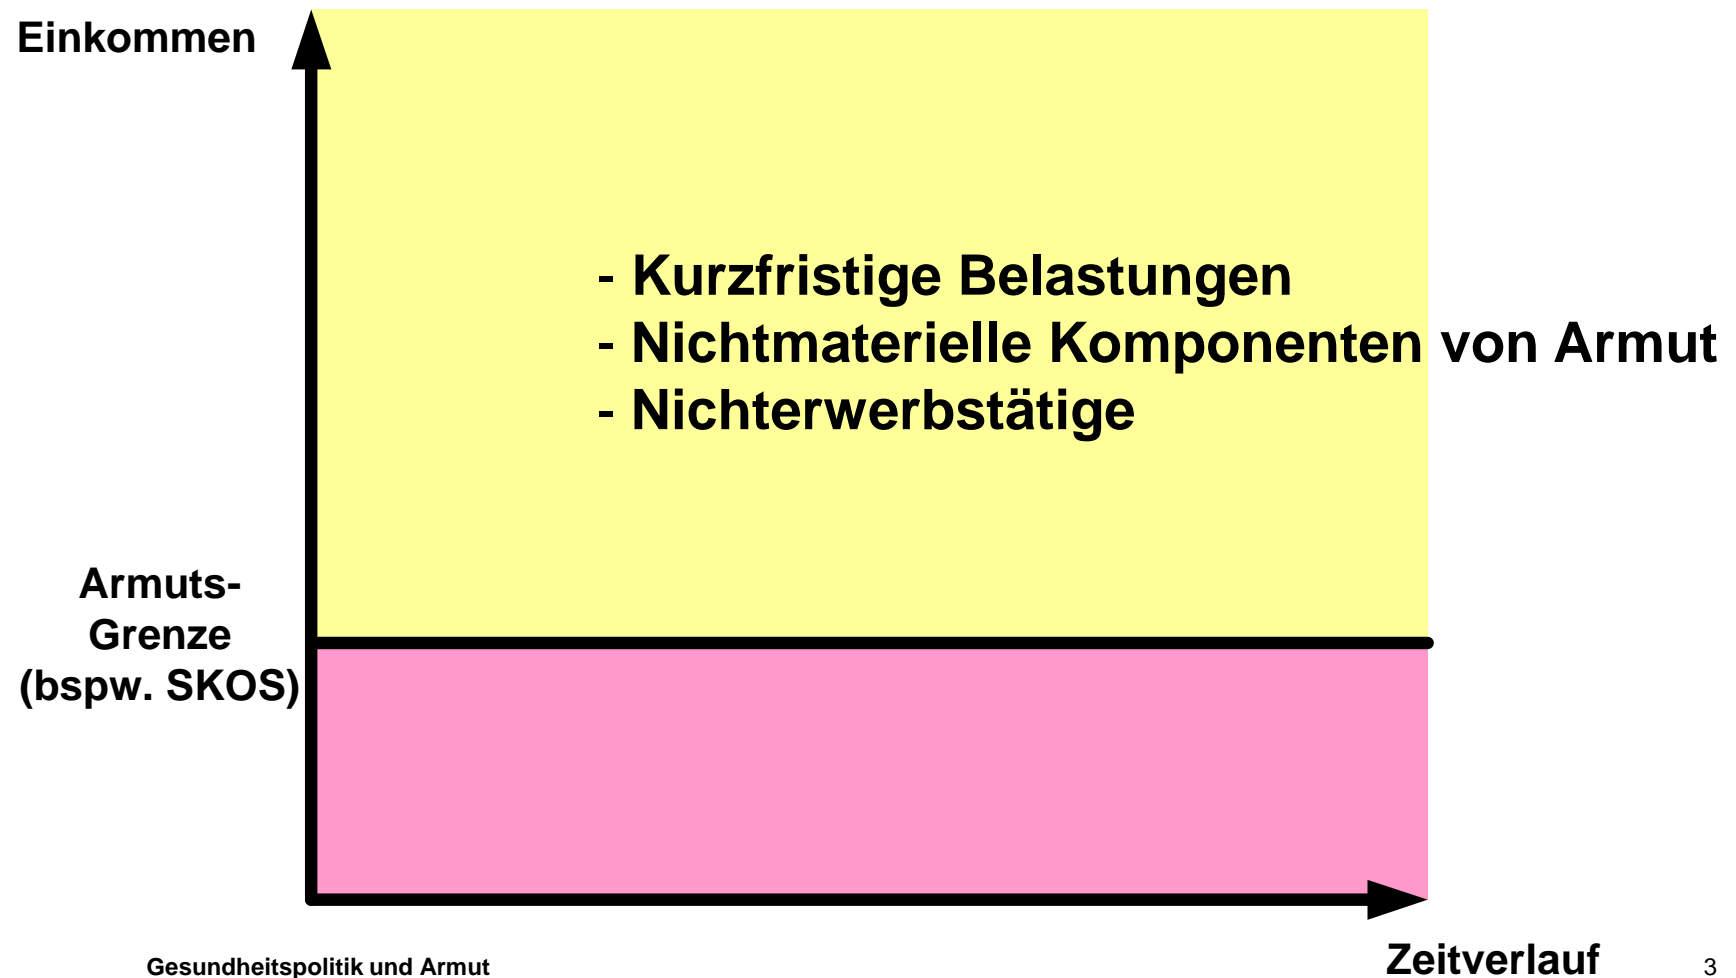 Einkommen
- Kurzfristige Belastungen
- Nichtmaterielle Komponenten von Armut
- Nichterwerbstätige
Armuts-
Grenze
(bspw. SKOS)
Zeitverlauf
Gesundheitspolitik und Armut
3